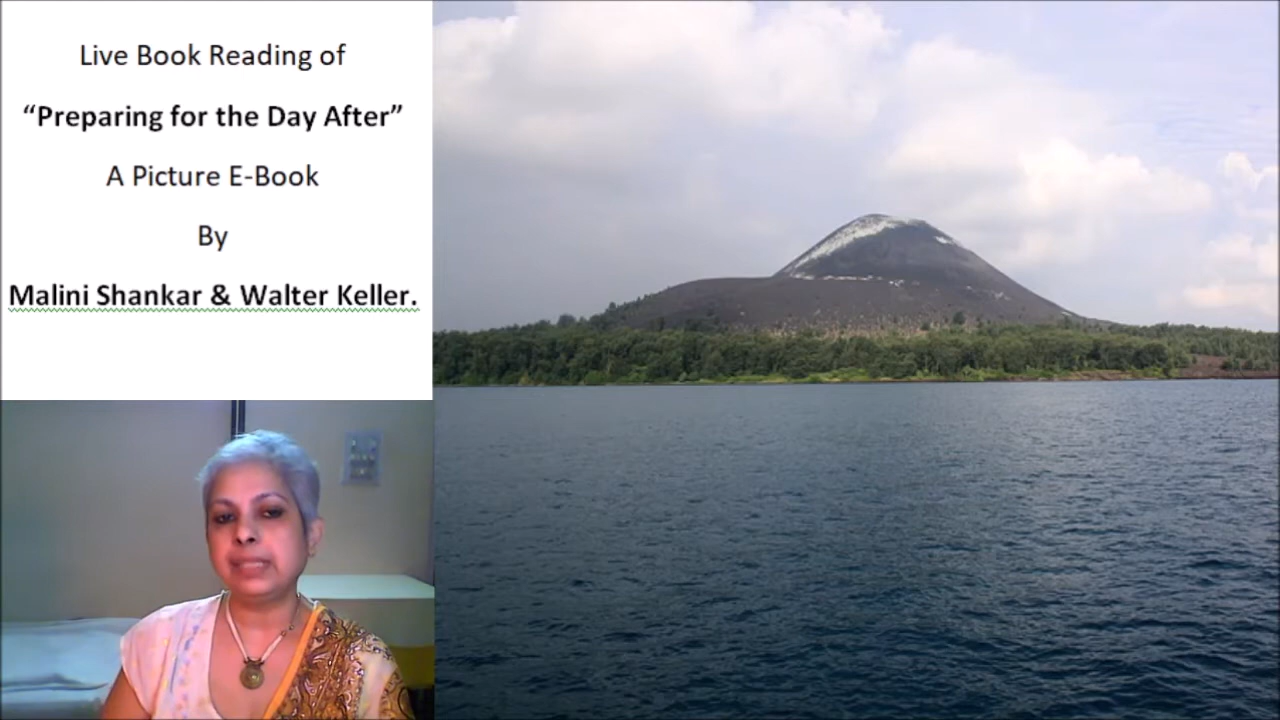 Live Book Reading of
“Preparing for the Day After”
A Picture E-Book
By
Malini Shankar & Walter Keller.